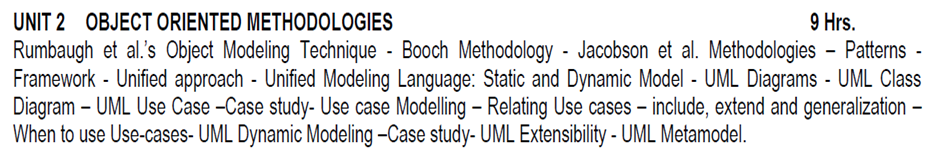 UNIT 2 OBJECT ORIENTED METHODOLOGIES 9 Hrs.
Rumbaugh et al.'s Object Modeling Technique - Booch Methodology - Jacobson et al. Methodologies – Patterns -
Framework - Unified approach - Unified Modeling Language: Static and Dynamic Model - UML Diagrams - UML Class
Diagram – UML Use Case –Case study- Use case Modelling – Relating Use cases – include, extend and generalization –
When to use Use-cases- UML Dynamic Modeling –Case study- UML Extensibility - UML Metamodel.